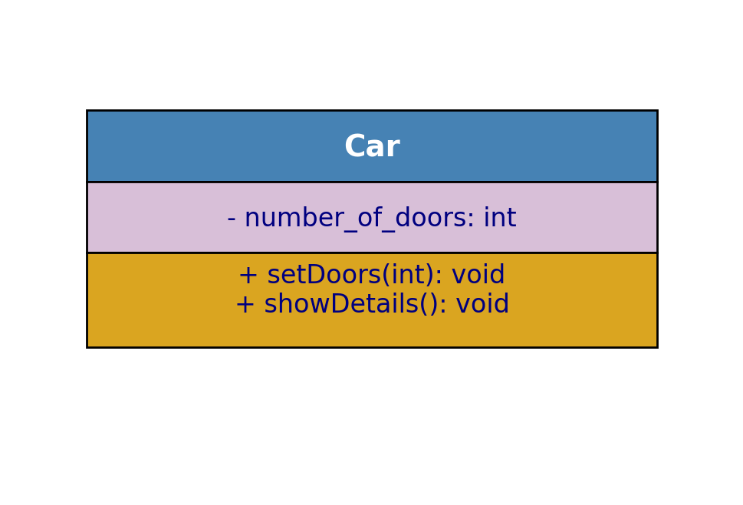 Car
- number_of_doors: int
+ setDoors(int): void
+ showDetails(): void